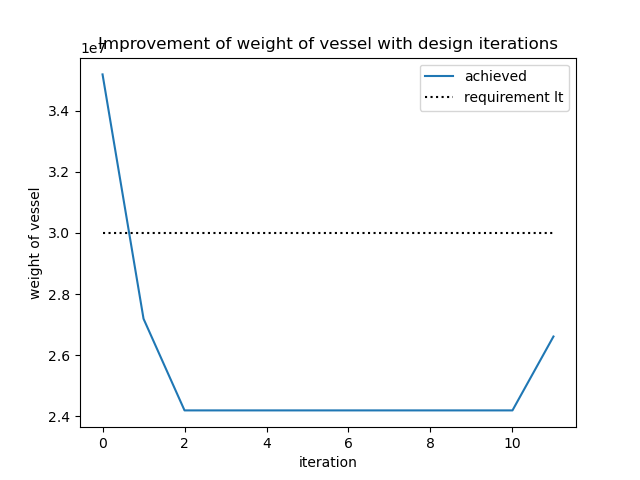 Improvement of weight of vessel with design iterations
1e7
achieved
requirement lt
3.4
3.2
3.0
2.8
2.6
2.4
weight of vessel
0 2 4 6 8 10
iteration